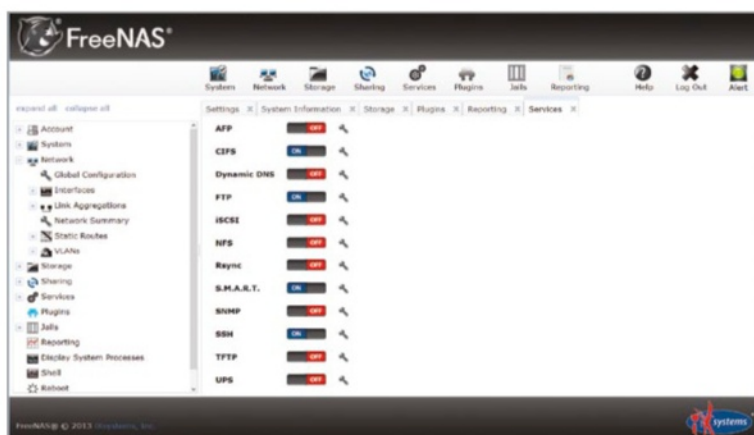 FreeNAS®
System Network Storage Sharing Services Plugins Jails Reporting Help Log Out Alert
expand all collapse all
Settings X System Information X Storage X Plugins X Reporting X Services X
Account
System
Network
Global Configuration
Interfaces
Link Aggregations
Network Summary
Static Routes
VLANs
Storage
Sharing
Services
Plugins
Jails
Reporting
Display System Processes
Shell
Reboot
AFP OFF
CIFS ON
Dynamic DNS OFF
FTP ON
iSCSI OFF
NFS OFF
Rsync OFF
S.M.A.R.T. ON
SNMP OFF
SSH ON
TFTP OFF
UPS OFF
FreeNAS® © 2013 iXsystems, Inc.
iX systems